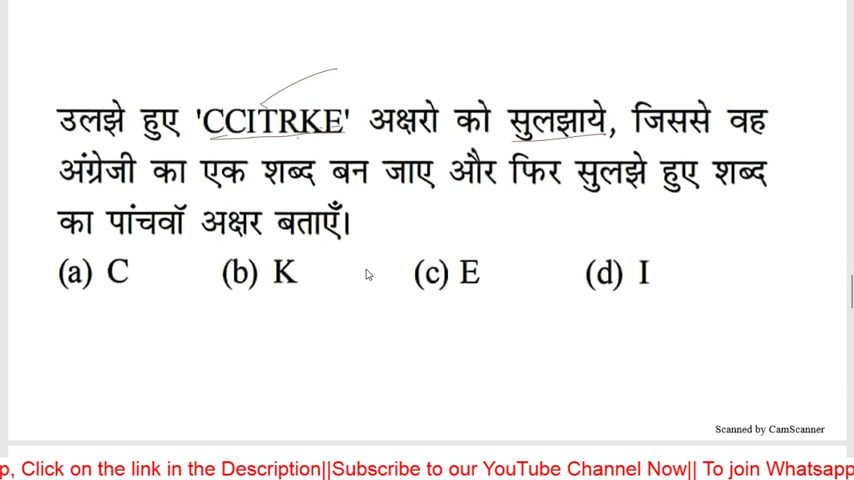 उलझे हुए 'CCITRKE' अक्षरो को सुलझाये, जिससे वह
अंग्रेजी का एक शब्द बन जाए और फिर सुलझे हुए शब्द
का पांचवॉ अक्षर बताएँ।
(a) C (b) K (c) E (d) I
Scanned by CamScanner
p, Click on the link in the Description||Subscribe to our YouTube Channel Now|| To join Whatsapp